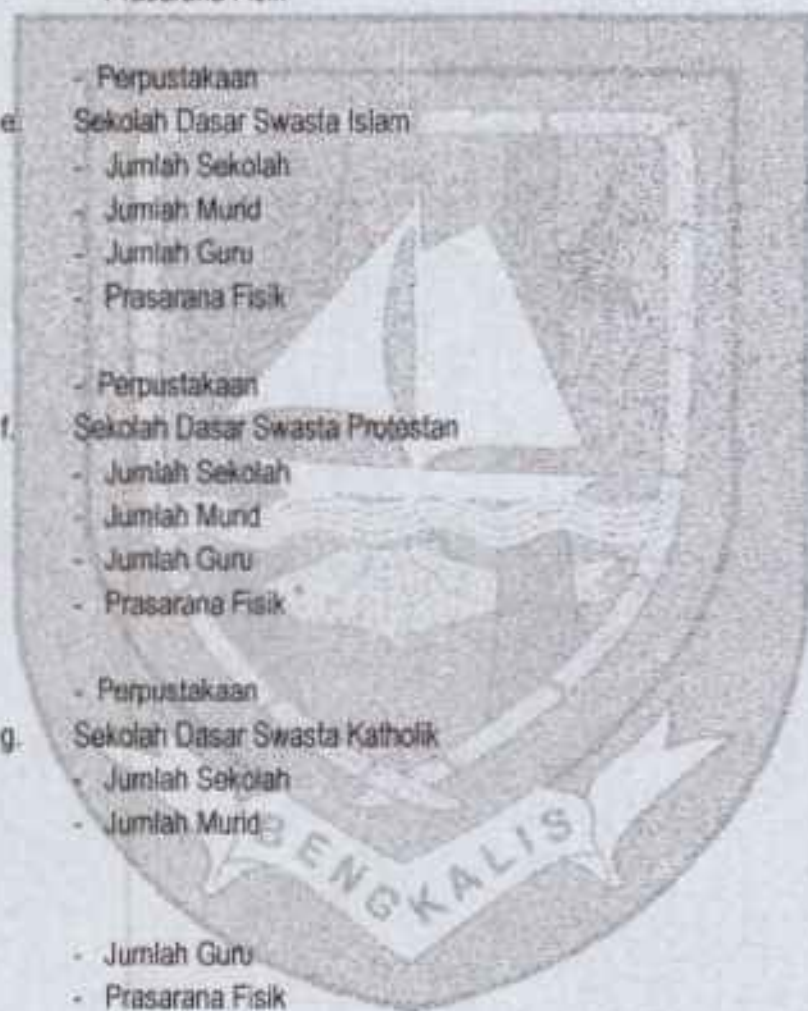 - Perpustakaan
e. Sekolah Dasar Swasta Islam
- Jumlah Sekolah
- Jumlah Murid
- Jumlah Guru
- Prasarana Fisik
- Perpustakaan
f. Sekolah Dasar Swasta Protestan
- Jumlah Sekolah
- Jumlah Murid
- Jumlah Guru
- Prasarana Fisik
- Perpustakaan
g. Sekolah Dasar Swasta Katholik
- Jumlah Sekolah
- Jumlah Murid
BENGKALIS
- Jumlah Guru
- Prasarana Fisik